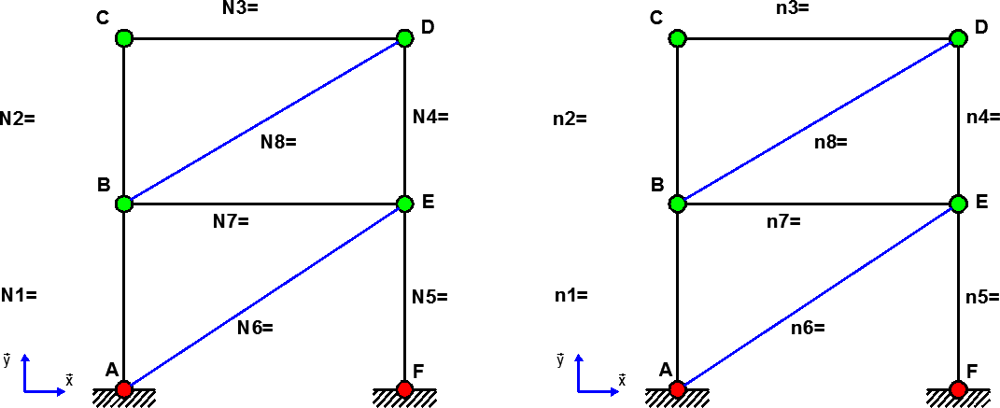 N3=
n3=
C
D
C
D
N2=
N4=
n2=
n4=
N8=
n8=
B
E
B
E
N7=
n7=
N1=
N5=
n1=
n5=
N6=
n6=
y
A
F
y
A
F
x
x